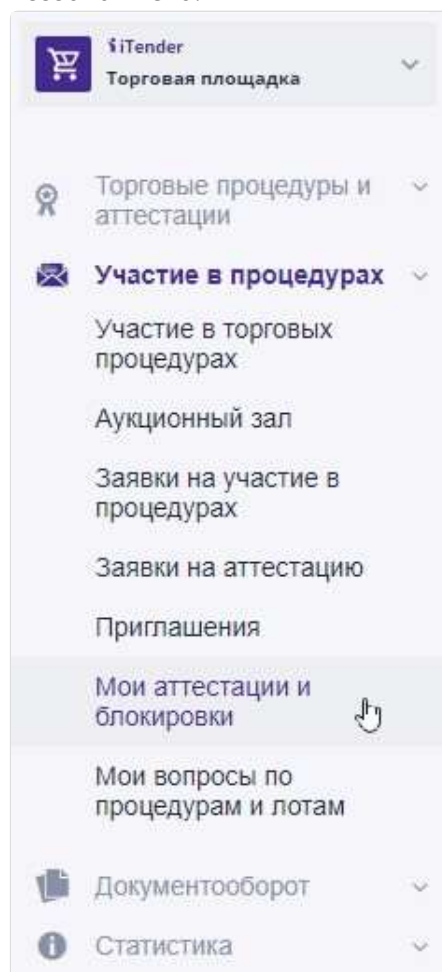 iTender
Торговая площадка
Торговые процедуры и
аттестации
Участие в процедурах
Участие в торговых
процедурах
Аукционный зал
Заявки на участие в
процедурах
Заявки на аттестацию
Приглашения
Мои аттестации и
блокировки
Мои вопросы по
процедурам и лотам
Документооборот
Статистика